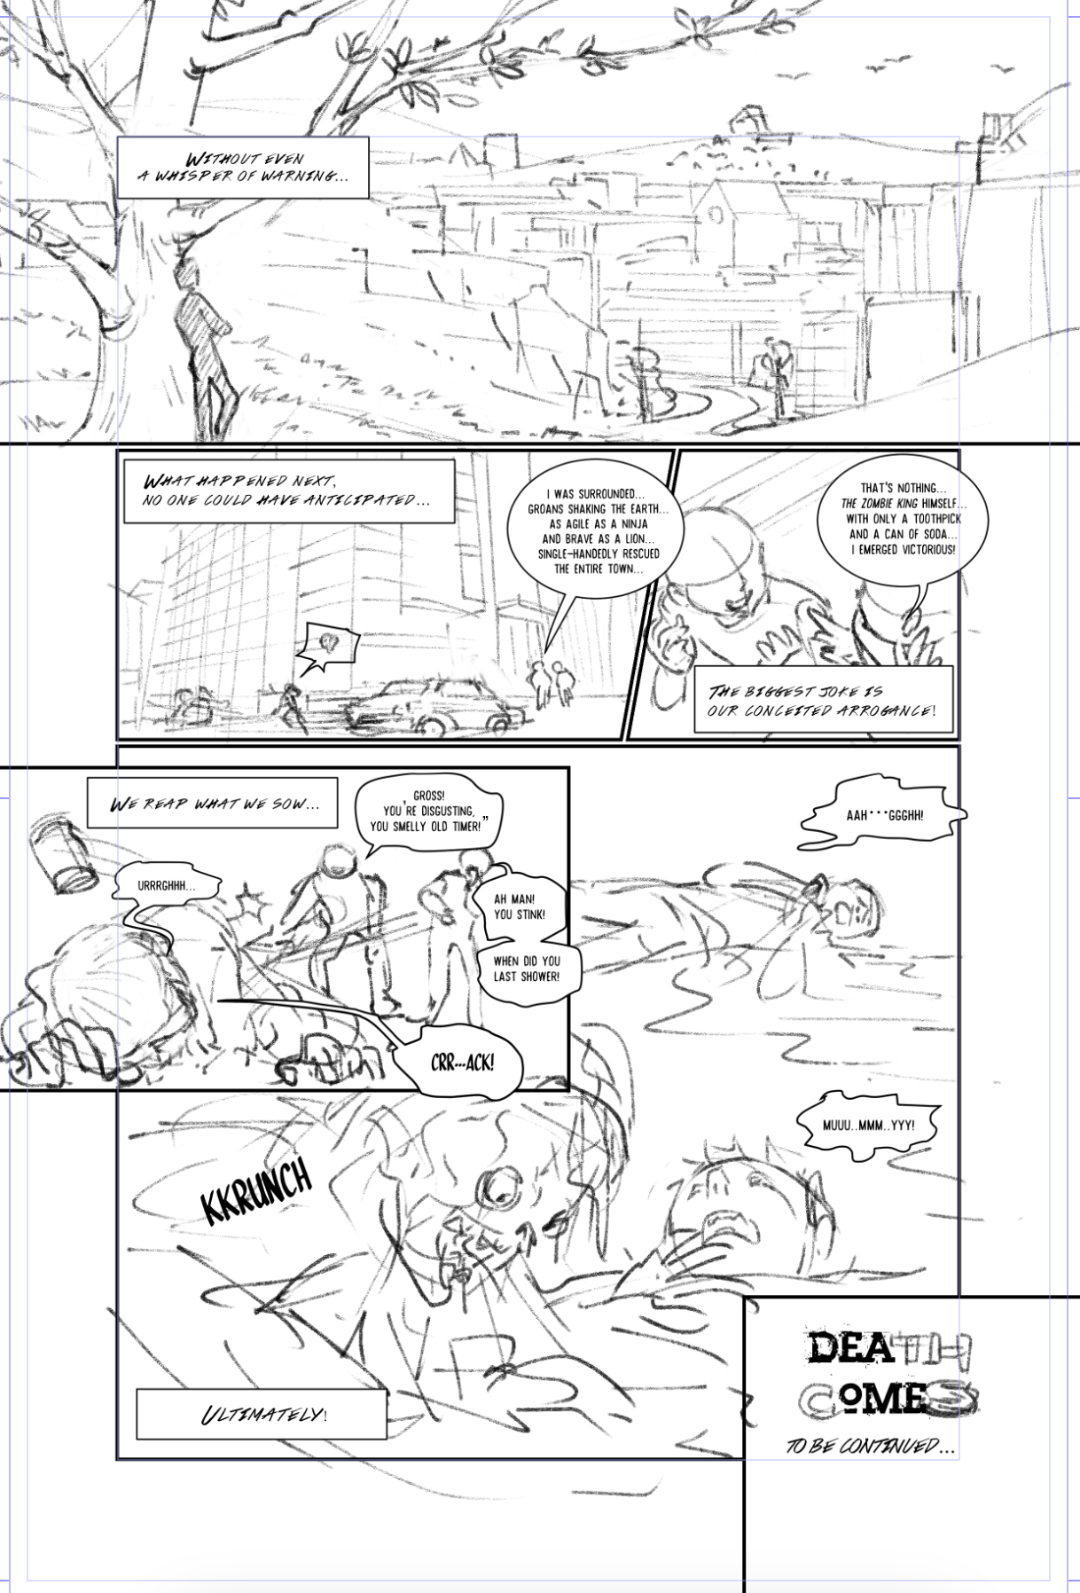 WITHOUT EVEN
A WHISPER OF WARNING...
WHAT HAPPENED NEXT,
NO ONE COULD HAVE ANTICIPATED...
I WAS SURROUNDED...
GROANS SHAKING THE EARTH...
AS AGILE AS A NINJA
AND BRAVE AS A LION...
SINGLE-HANDEDLY RESCUED
THE ENTIRE TOWN...
THAT'S NOTHING...
THE ZOMBIE KING HIMSELF...
WITH ONLY A TOOTHPICK
AND A CAN OF SODA...
I EMERGED VICTORIOUS!
THE BIGGEST JOKE IS
OUR CONCEITED ARROGANCE!
WE REAP WHAT WE SOW...
GROSS!
YOU'RE DISGUSTING,
YOU SMELLY OLD TIMER!"
URRRGHHH...
AH MAN!
YOU STINK!
WHEN DID YOU
LAST SHOWER!
CRR...ACK!
AAH···GGGHH!
MUUU..MMM..YYY!
KKRUNCH
ULTIMATELY!
DEATH
COMES
TO BE CONTINUED...